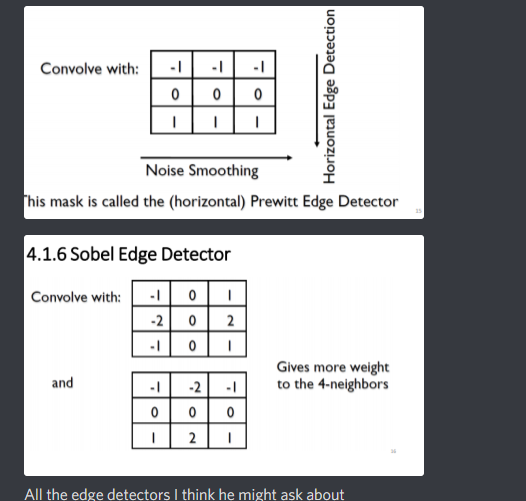 Convolve with:
-1 -1 -1
0 0 0
1 1 1
Noise Smoothing
Horizontal Edge Detection
This mask is called the (horizontal) Prewitt Edge Detector
4.1.6 Sobel Edge Detector
Convolve with:
-1 0 1
-2 0 2
-1 0 1
and
-1 -2 -1
0 0 0
1 2 1
Gives more weight
to the 4-neighbors
All the edge detectors I think he might ask about